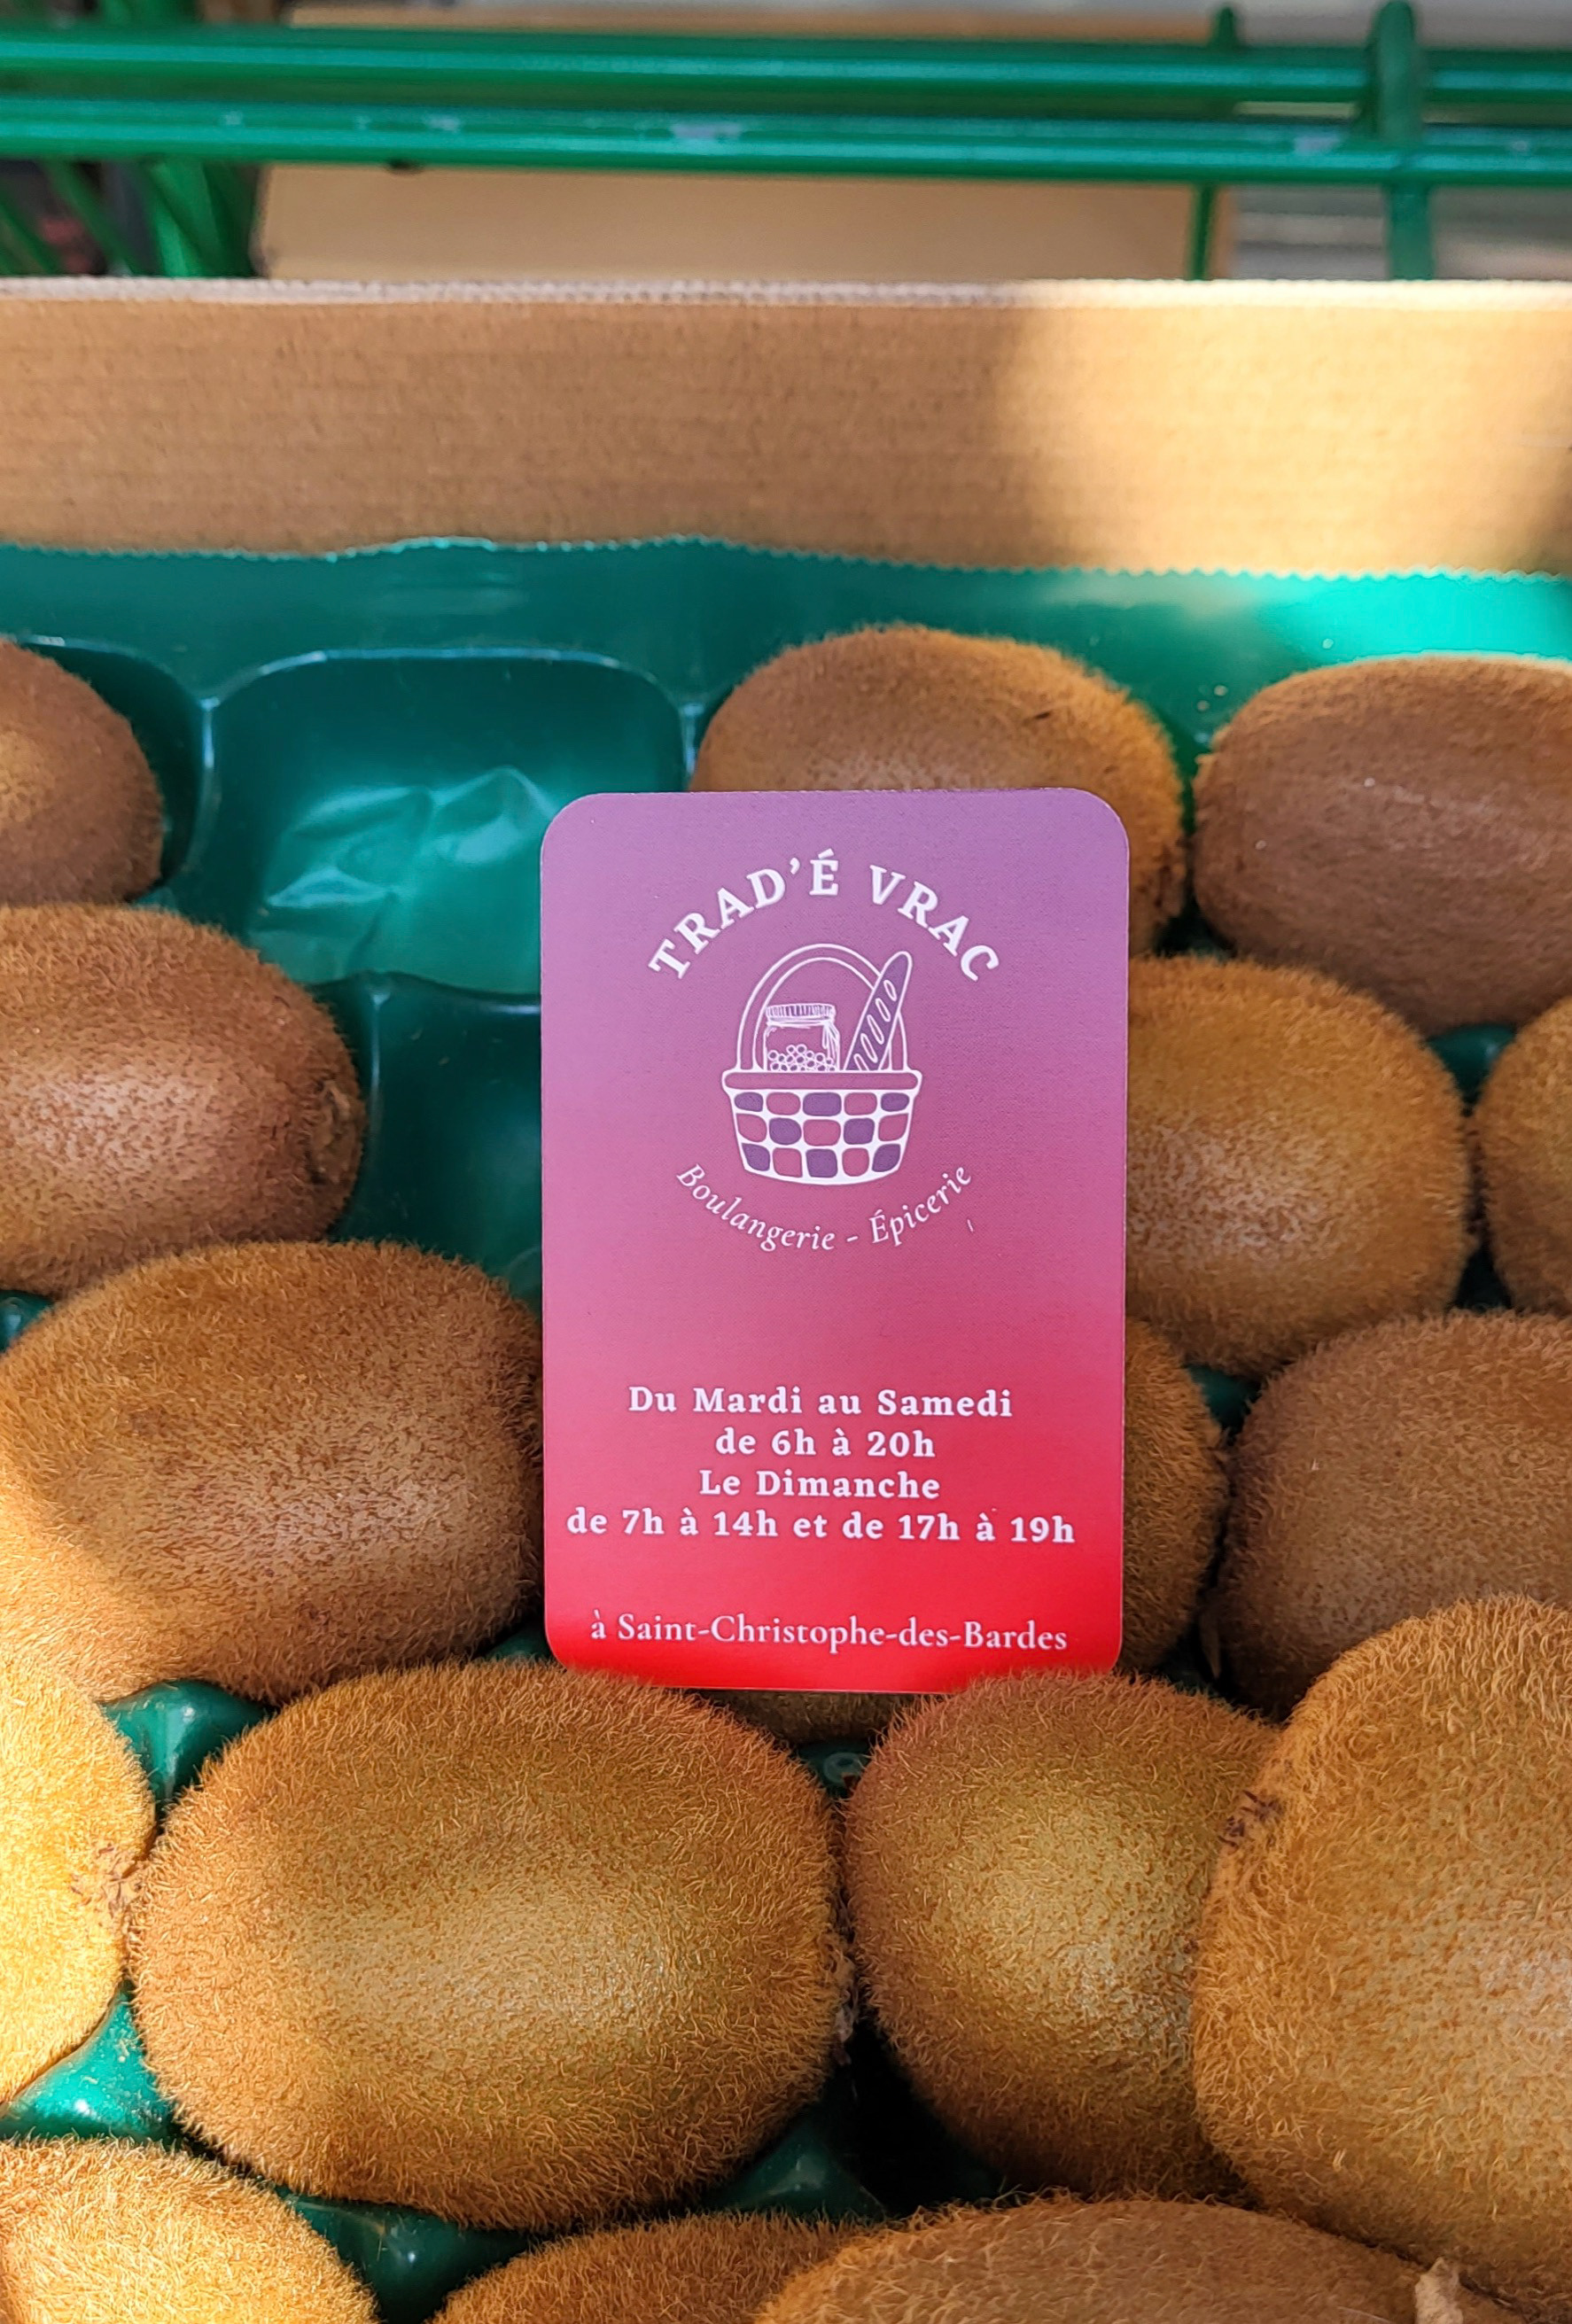 TRAD'É VRAC
Boulangerie - Épicerie
Du Mardi au Samedi
de 6h à 20h
Le Dimanche
de 7h à 14h et de 17h à 19h
à Saint-Christophe-des-Bardes